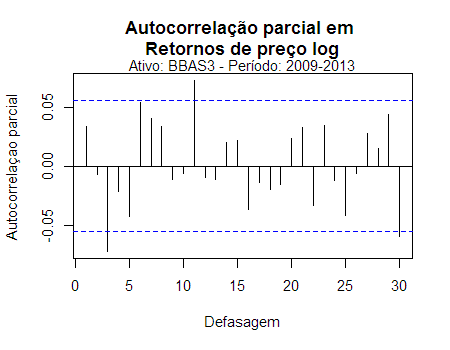 Autocorrelação parcial em
Retornos de preço log
Ativo: BBAS3 - Período: 2009-2013
Autocorrelaçao parcial
0.05
0.00
-0.05
0 5 10 15 20 25 30
Defasagem